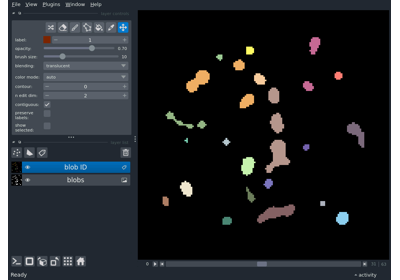 File View Plugins Window Help
label: 1
opacity: 0.70
brush size: 10
blending: translucent
color mode: auto
contour: 0
n edit dim: 2
contiguous:
preserve labels:
show selected:
blob ID
blobs
0
Ready
activity